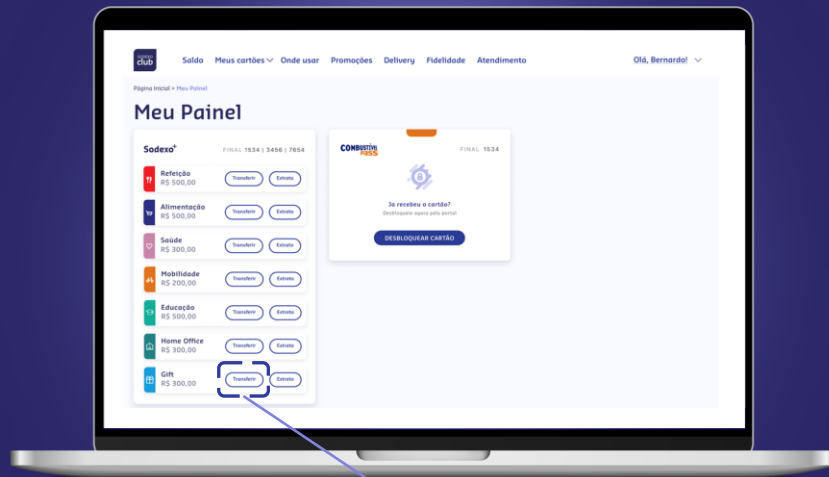 sodexo
club
Saldo Meus cartões Onde usar Promoções Delivery Fidelidade Atendimento Olá, Bernardo!
Página Inicial > Meu Painel
Meu Painel
Sodexo+ FINAL 1534 | 3456 | 7654
Refeição
R$ 500,00
Transferir Extrato
Alimentação
R$ 500,00
Transferir Extrato
Saúde
R$ 300,00
Transferir Extrato
Mobilidade
R$ 200,00
Transferir Extrato
Educação
R$ 500,00
Transferir Extrato
Home Office
R$ 300,00
Transferir Extrato
Gift
R$ 300,00
Transferir Extrato
COMBUSTÍVEL
PASS
FINAL 1534
Ja recebeu o cartão?
Desbloqueie agora pelo portal
DESBLOQUEAR CARTÃO